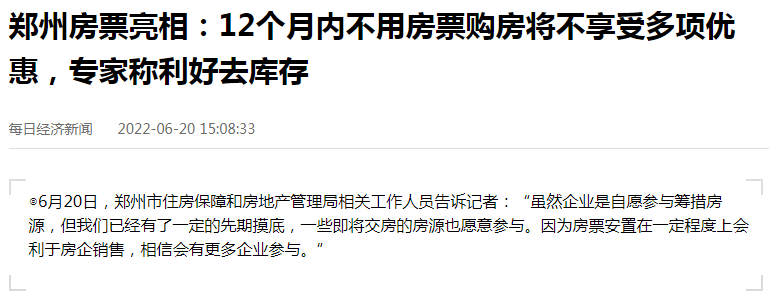 郑州房票亮相：12个月内不用房票购房将不享受多项优
惠，专家称利好去库存
每日经济新闻 2022-06-20 15:08:33
◎6月20日，郑州市住房保障和房地产管理局相关工作人员告诉记者：“虽然企业是自愿参与筹措房
源，但我们已经有了一定的先期摸底，一些即将交房的房源也愿意参与。因为房票安置在一定程度上会
利于房企销售，相信会有更多企业参与。”